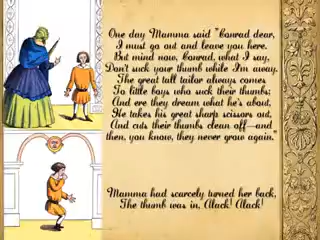 One day Mamma said "Conrad dear,
I must go out and leave you here.
But mind now, Conrad, what I say,
Don't suck your thumb while I'm away.
The great tall tailor always comes
To little boys who suck their thumbs;
And ere they dream what he's about,
He takes his great sharp scissors out,
And cuts their thumbs clean off—and
then, you know, they never grow again."
Mamma had scarcely turned her back,
The thumb was in, Alack! Alack!